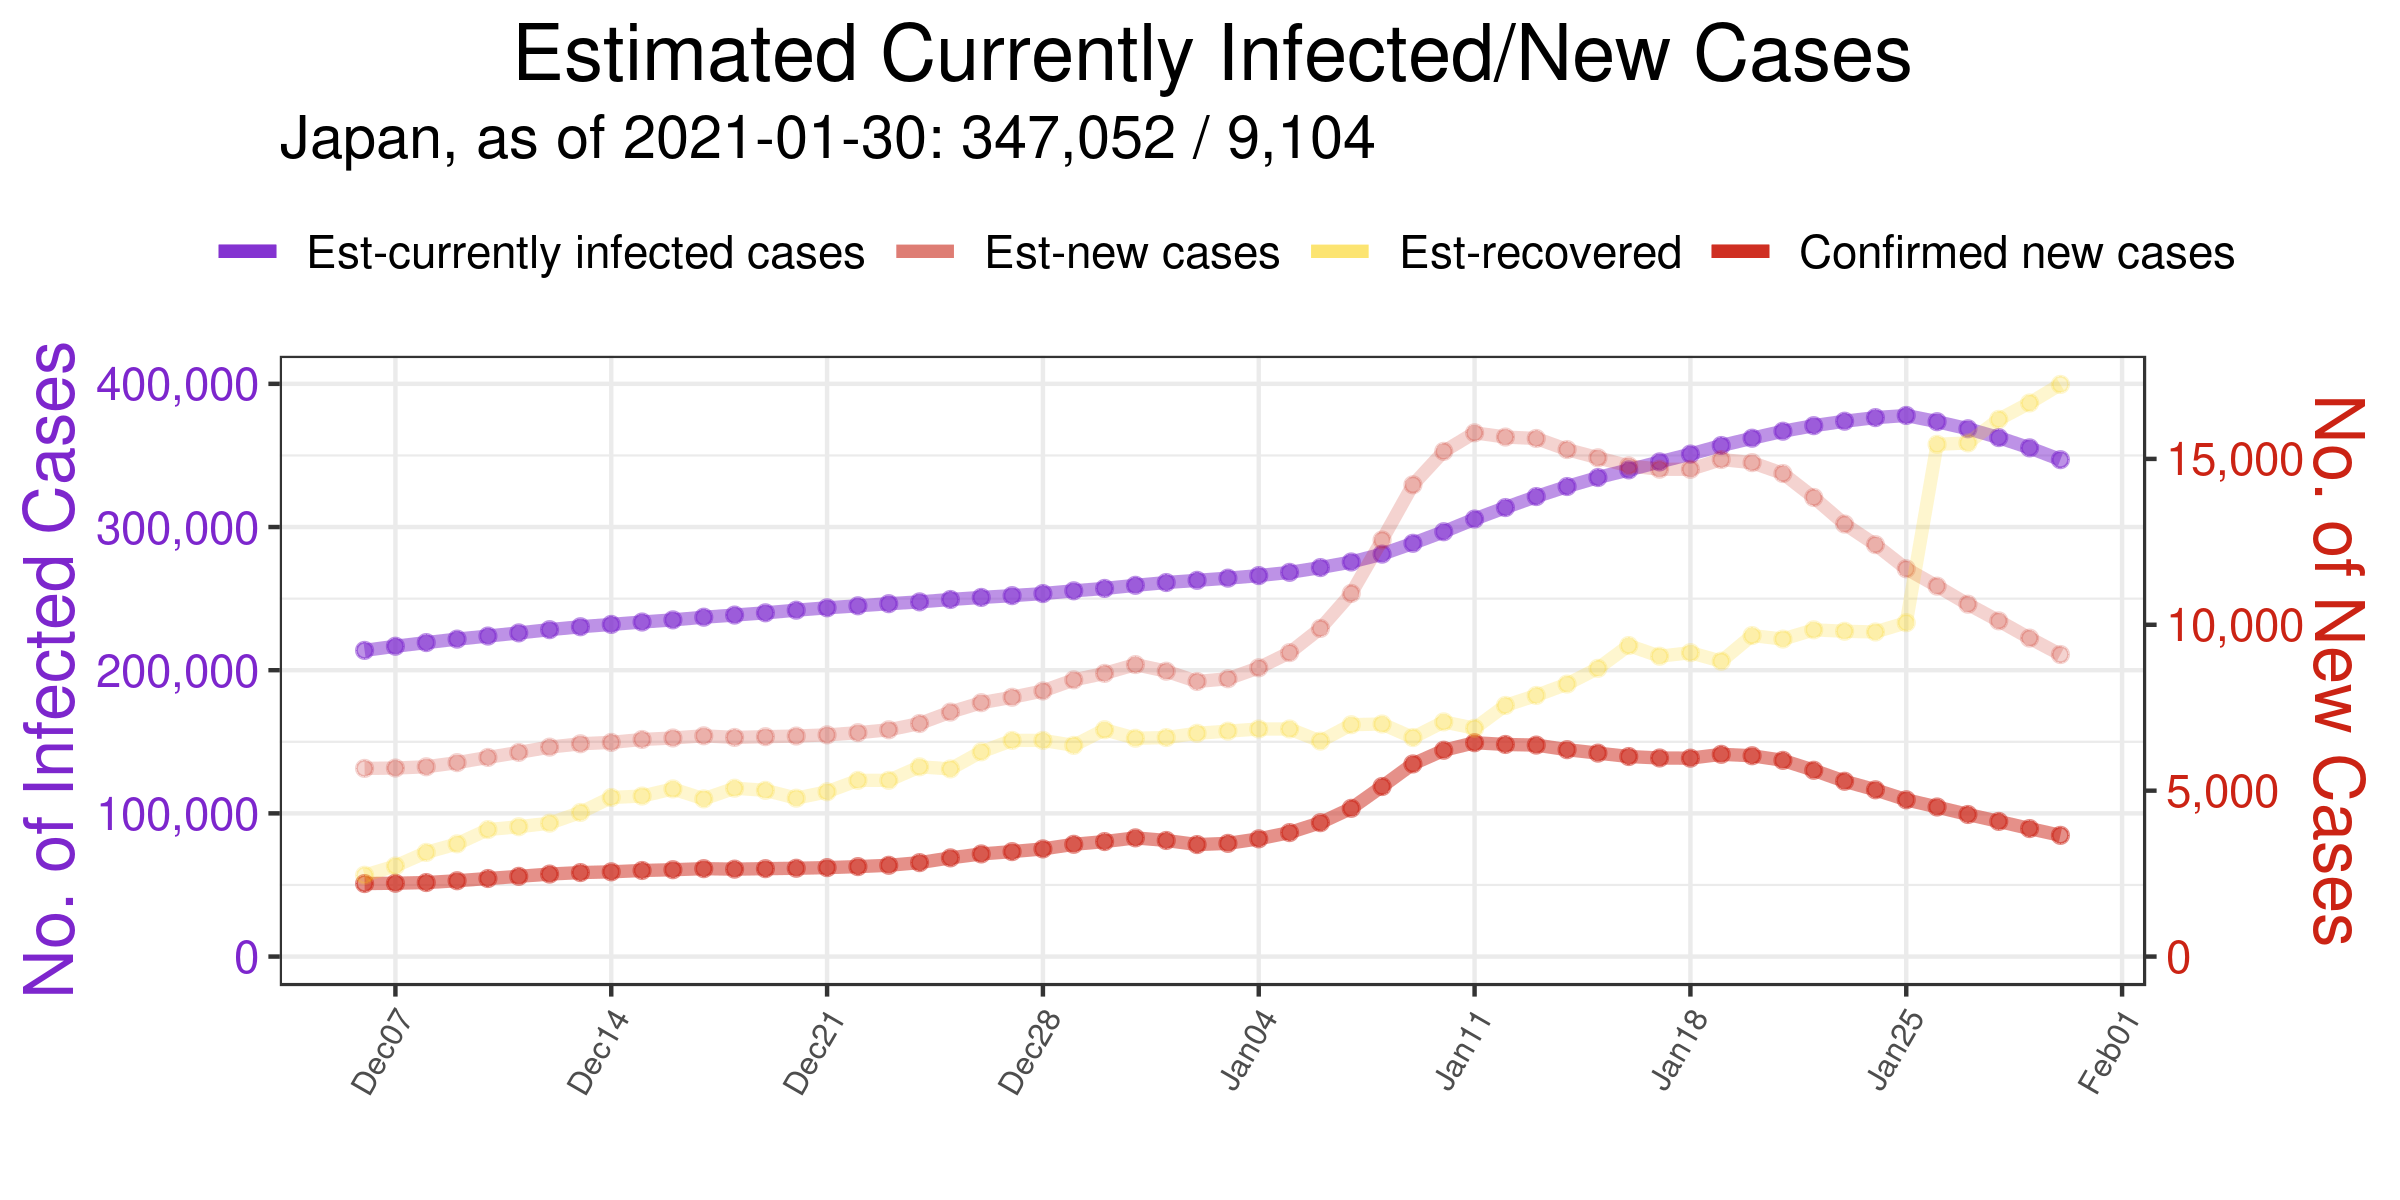 Estimated Currently Infected/New Cases
Japan, as of 2021-01-30: 347,052 / 9,104
Est-currently infected cases Est-new cases Est-recovered Confirmed new cases
No. of Infected Cases
400,000
300,000
200,000
100,000
0
15,000
10,000
5,000
0
No. of New Cases
Dec07 Dec14 Dec21 Dec28 Jan04 Jan11 Jan18 Jan25 Feb01